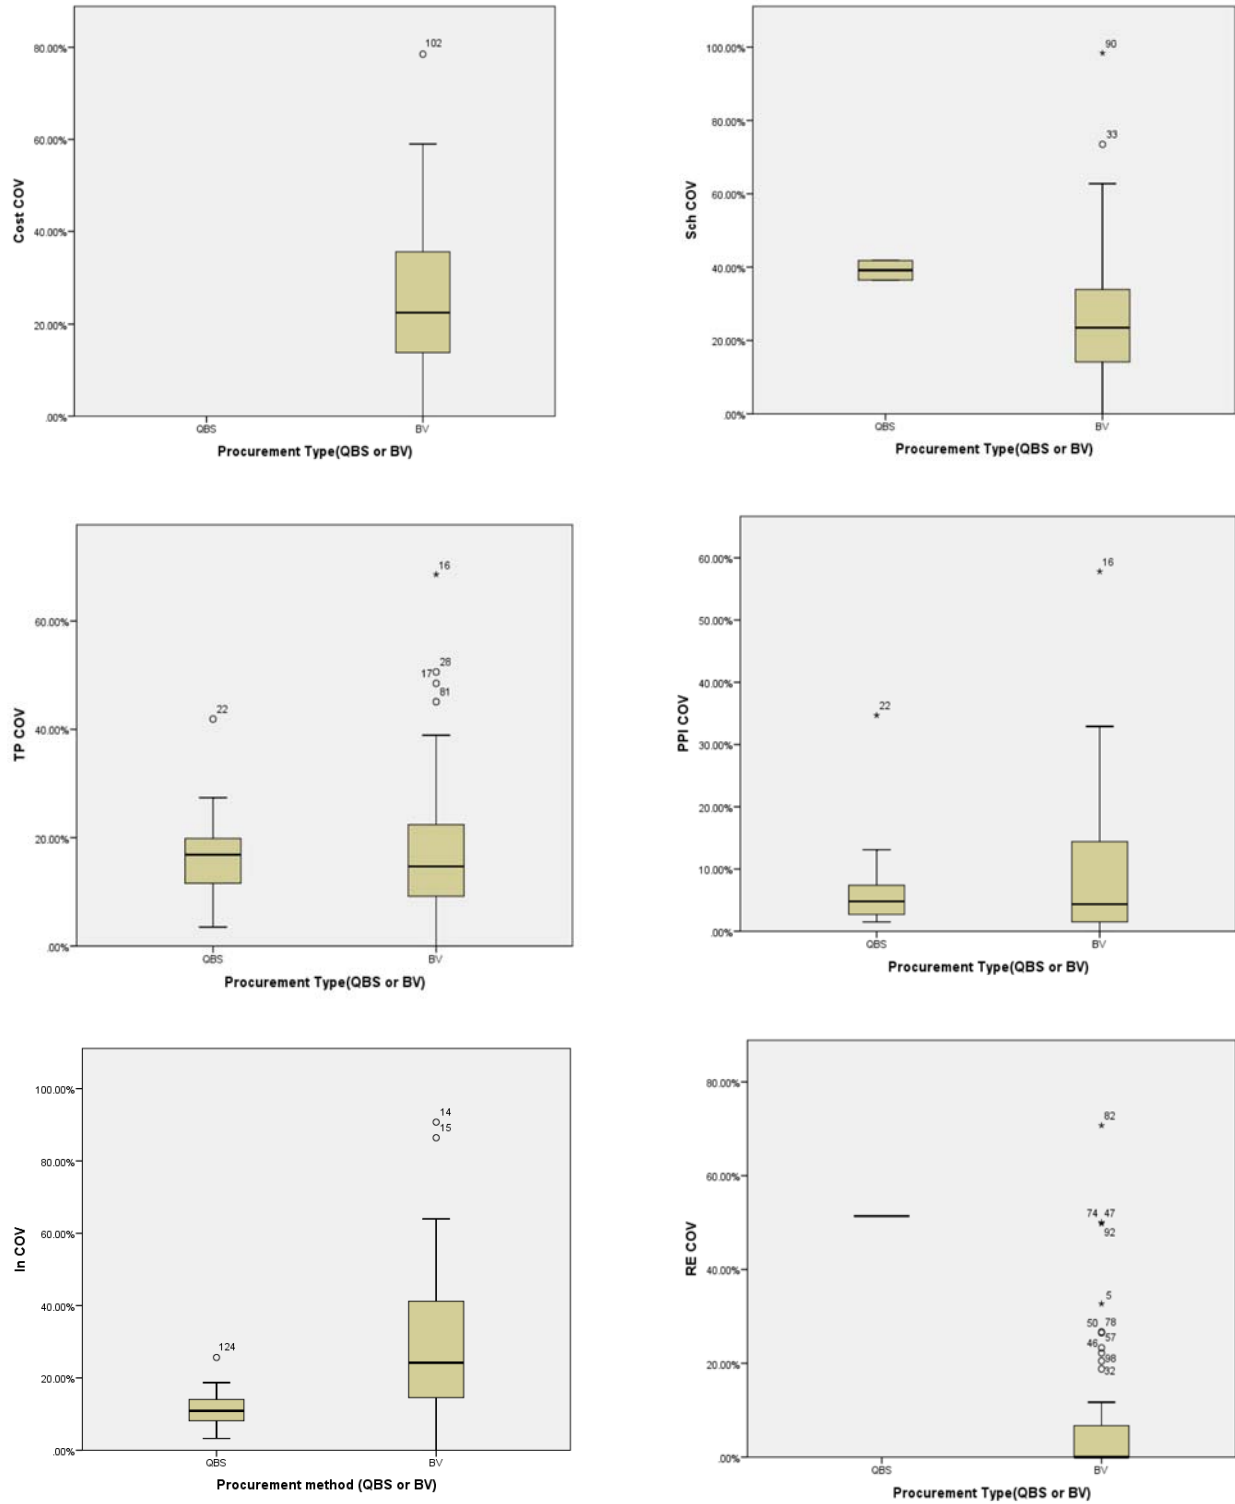 Cost COV
80.00%
60.00%
40.00%
20.00%
.00%
102
QBS
BV
Procurement Type(QBS or BV)
Sch COV
100.00%
80.00%
60.00%
40.00%
20.00%
.00%
90
33
QBS
BV
Procurement Type(QBS or BV)
TP COV
60.00%
40.00%
20.00%
.00%
22
16
28
17
81
QBS
BV
Procurement Type(QBS or BV)
PPI COV
60.00%
50.00%
40.00%
30.00%
20.00%
10.00%
.00%
22
16
QBS
BV
Procurement Type(QBS or BV)
In COV
100.00%
80.00%
60.00%
40.00%
20.00%
.00%
124
14
15
QBS
BV
Procurement method (QBS or BV)
RE COV
80.00%
60.00%
40.00%
20.00%
.00%
82
74 47
92
5
50 78
57
46
98
32
QBS
BV
Procurement Type(QBS or BV)